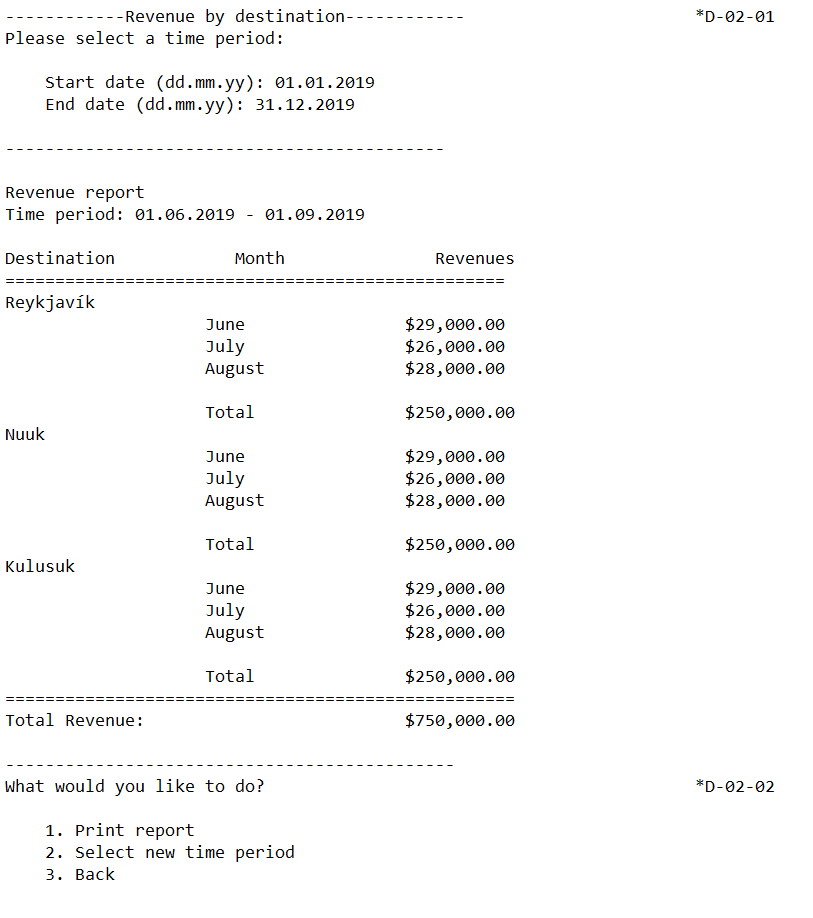 ------------Revenue by destination------------ *D-02-01
Please select a time period:
Start date (dd.mm.yy): 01.01.2019
End date (dd.mm.yy): 31.12.2019
--------------------------------------------
Revenue report
Time period: 01.06.2019 - 01.09.2019
Destination Month Revenues
==================================================
Reykjavík
June $29,000.00
July $26,000.00
August $28,000.00
Total $250,000.00
Nuuk
June $29,000.00
July $26,000.00
August $28,000.00
Total $250,000.00
Kulusuk
June $29,000.00
July $26,000.00
August $28,000.00
Total $250,000.00
===================================================
Total Revenue: $750,000.00
---------------------------------------------
What would you like to do? *D-02-02
1. Print report
2. Select new time period
3. Back